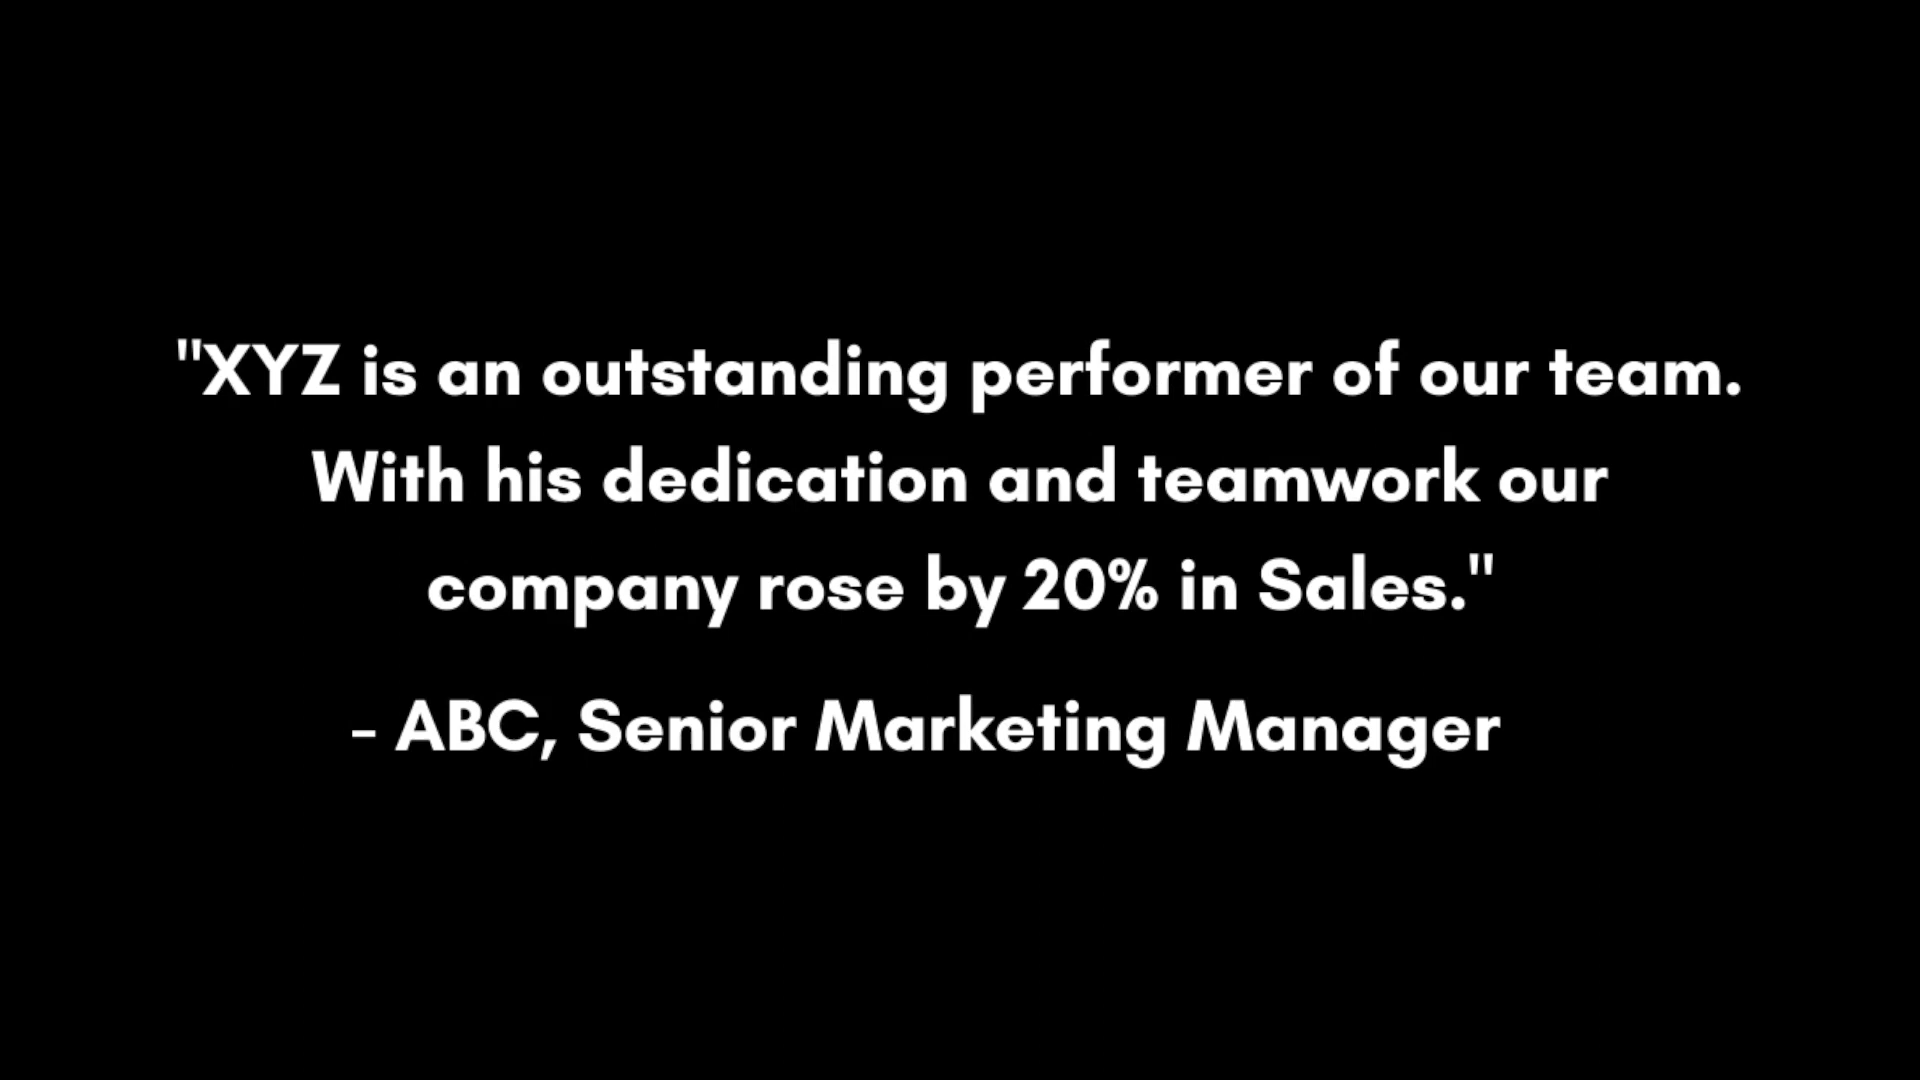 "XYZ is an outstanding performer of our team.
With his dedication and teamwork our
company rose by 20% in Sales."
- ABC, Senior Marketing Manager